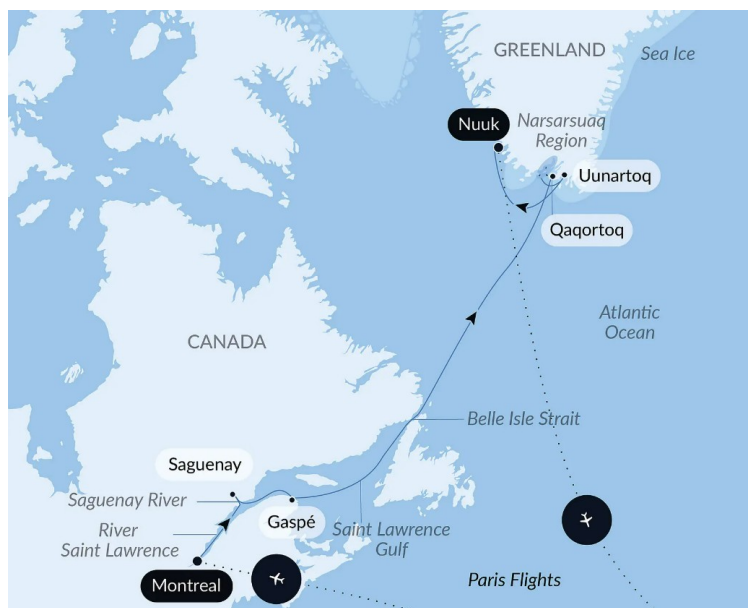 GREENLAND
Sea Ice
Nuuk
Narsarsuaq
Region
Uunartoq
Qaqortoq
Atlantic
Ocean
CANADA
Belle Isle Strait
Saguenay
Saguenay River
Gaspé
River
Saint Lawrence
Saint Lawrence
Gulf
Montreal
Paris Flights